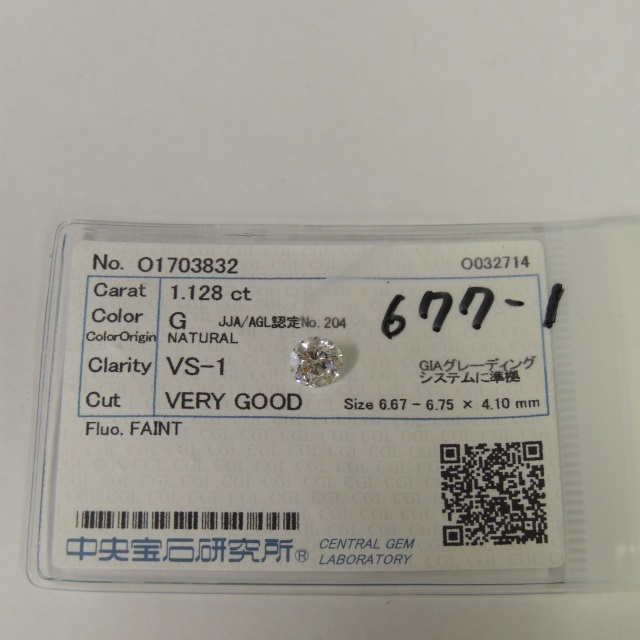 No. O1703832 O032714
Carat 1.128 ct
Color G JJA/AGL認定No.204 677-1
ColorOrigin NATURAL
Clarity VS-1 GIAグレーディング
システムに準拠
Cut VERY GOOD Size 6.67 - 6.75 × 4.10 mm
Fluo. FAINT
中央宝石研究所® CENTRAL GEM
LABORATORY